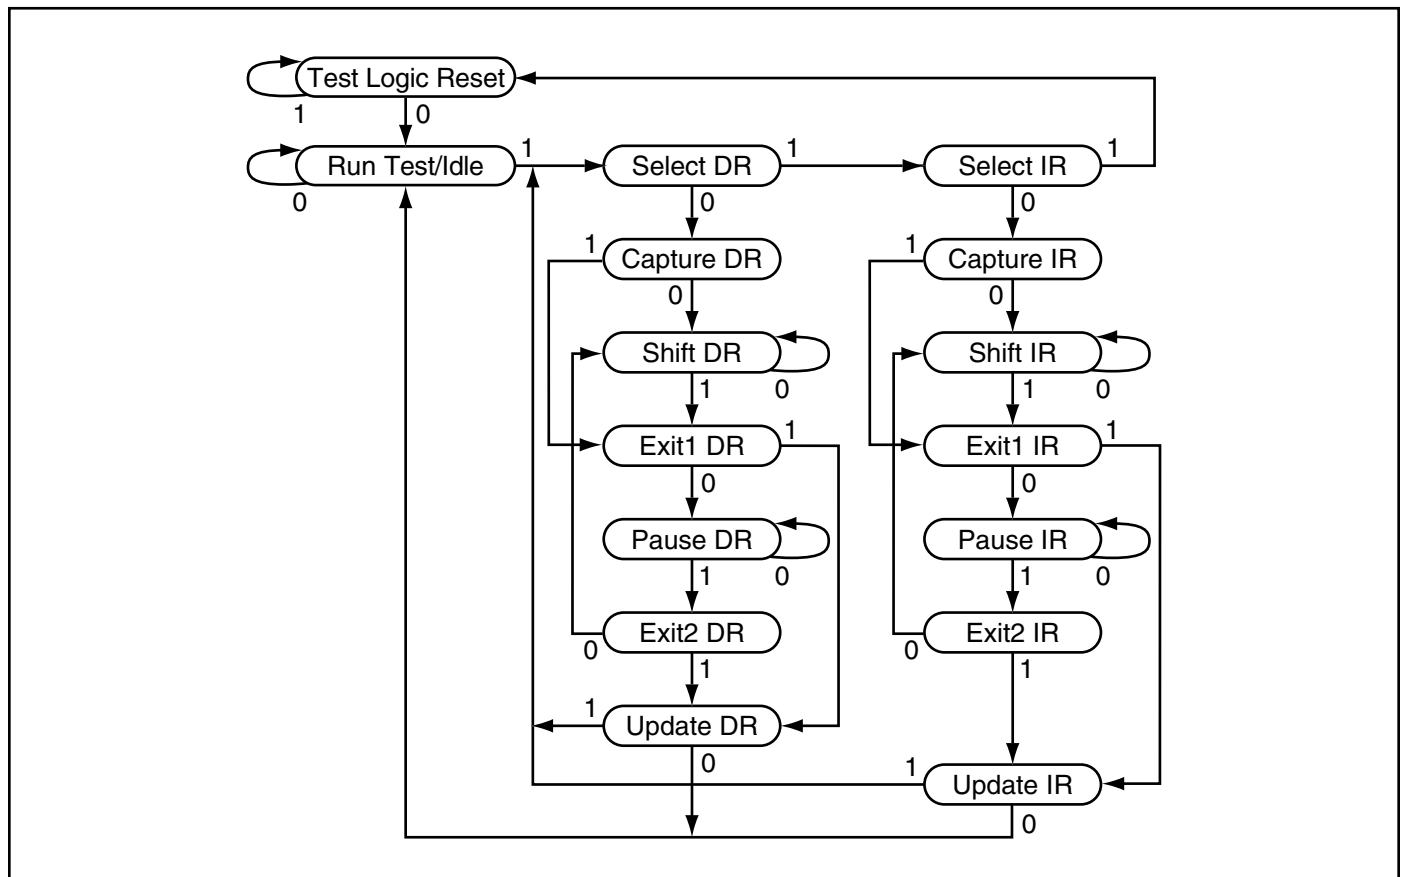 Test Logic Reset
1
0
Run Test/Idle
1
Select DR
1
Select IR
1
0
0
0
1
Capture DR
1
Capture IR
0
0
Shift DR
Shift IR
1
0
1
0
Exit1 DR
1
Exit1 IR
1
0
0
Pause DR
Pause IR
1
0
1
0
Exit2 DR
Exit2 IR
0
1
0
1
1
Update DR
0
1
Update IR
0